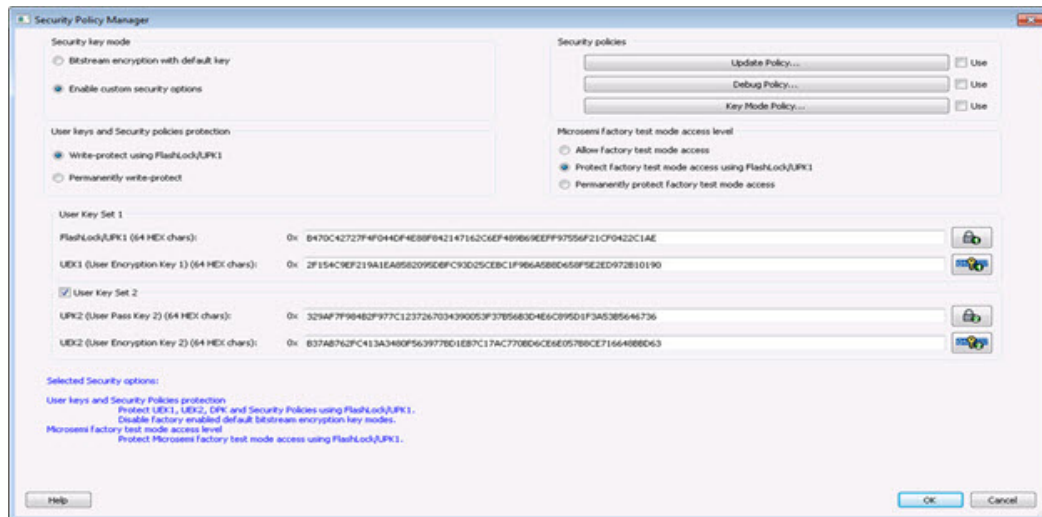 Security Policy Manager
Security key mode
Bitstream encryption with default key
Enable custom security options
Security policies
Update Policy...
Use
Debug Policy...
Use
Key Mode Policy...
Use
User keys and Security policies protection
Write-protect using FlashLock/UPK1
Permanently write-protect
Microsemi factory test mode access level
Allow factory test mode access
Protect factory test mode access using FlashLock/UPK1
Permanently protect factory test mode access
User Key Set 1
FlashLock/UPK1 (64 HEX chars):
0x
UEK1 (User Encryption Key 1) (64 HEX chars):
0x
User Key Set 2
UPK2 (User Pass Key 2) (64 HEX chars):
0x
UEK2 (User Encryption Key 2) (64 HEX chars):
0x
Selected Security options:
User keys and Security Policies protection
Protect UEK1, UEK2, DPK and Security Policies using FlashLock/UPK1.
Disable factory enabled default bitstream encryption key modes.
Microsemi factory test mode access level
Protect Microsemi factory test mode access using FlashLock/UPK1.
Help
OK
Cancel